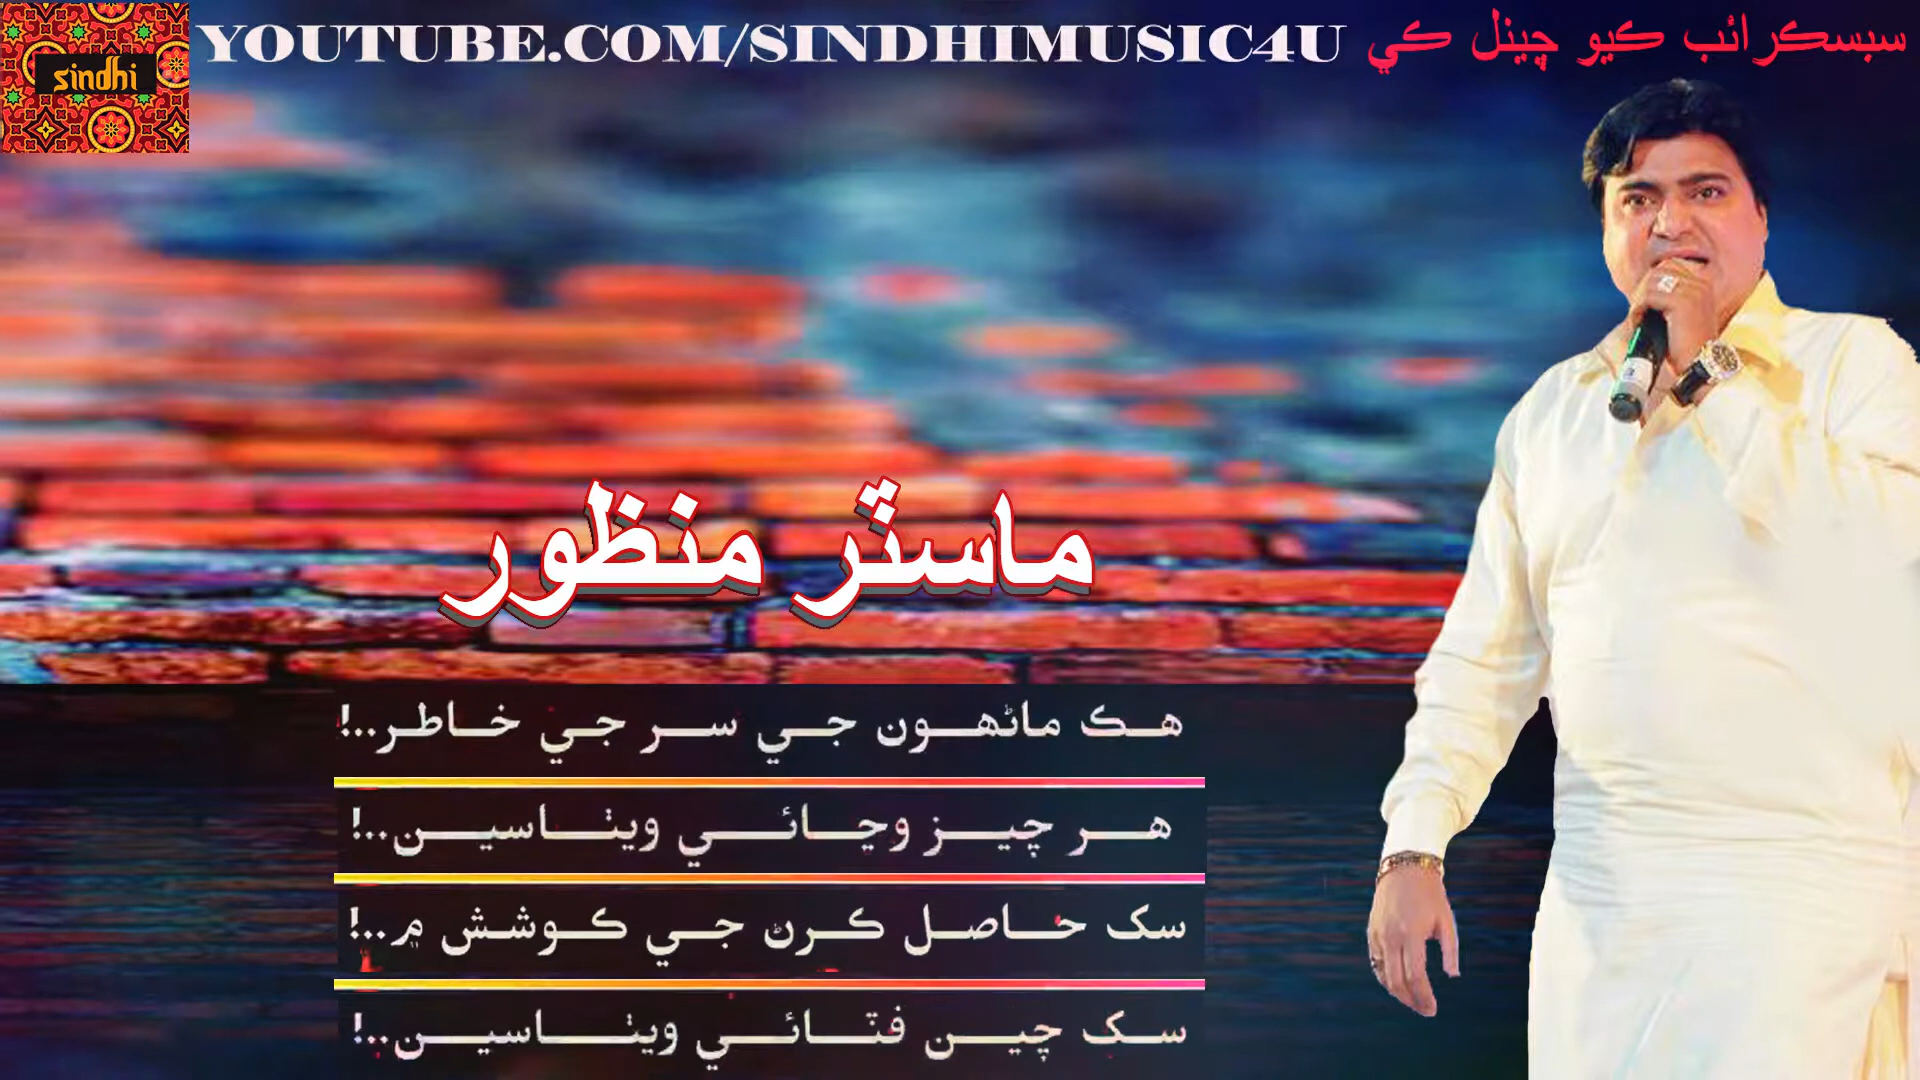 sindhi
YOUTUBE.COM/SINDHIMUSIC4U سبسڪرائب ڪيو چينل کي
ماسٽر منظور
هڪ ماڻهون جي سر جي خاطر..!
هر چيز وڃائي ويٺاسين..!
سک حاصل ڪرڻ جي ڪوشش ۾..!
سک چين ڦٽائي ويٺاسين..!